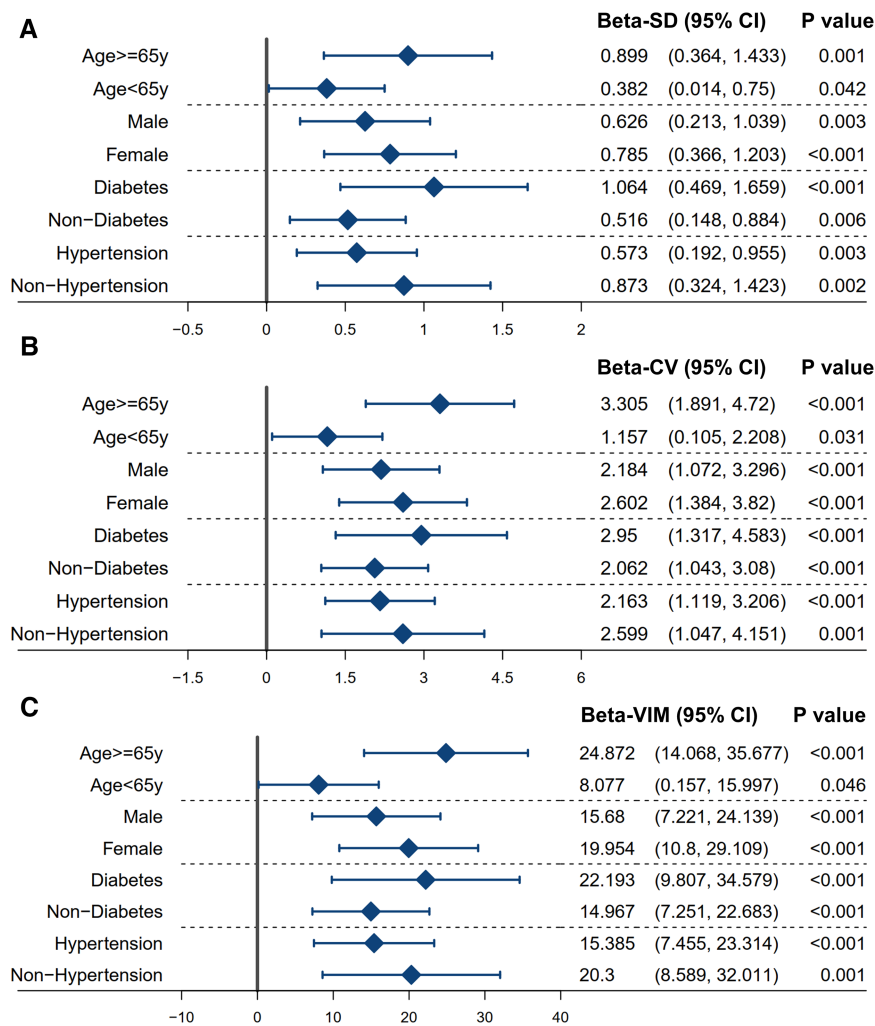 A
Beta-SD (95% CI) P value
Age>=65y 0.899 (0.364, 1.433) 0.001
Age<65y 0.382 (0.014, 0.75) 0.042
Male 0.626 (0.213, 1.039) 0.003
Female 0.785 (0.366, 1.203) <0.001
Diabetes 1.064 (0.469, 1.659) <0.001
Non−Diabetes 0.516 (0.148, 0.884) 0.006
Hypertension 0.573 (0.192, 0.955) 0.003
Non−Hypertension 0.873 (0.324, 1.423) 0.002
−0.5 0 0.5 1 1.5 2
B
Beta-CV (95% CI) P value
Age>=65y 3.305 (1.891, 4.72) <0.001
Age<65y 1.157 (0.105, 2.208) 0.031
Male 2.184 (1.072, 3.296) <0.001
Female 2.602 (1.384, 3.82) <0.001
Diabetes 2.95 (1.317, 4.583) <0.001
Non−Diabetes 2.062 (1.043, 3.08) <0.001
Hypertension 2.163 (1.119, 3.206) <0.001
Non−Hypertension 2.599 (1.047, 4.151) 0.001
−1.5 0 1.5 3 4.5 6
C
Beta-VIM (95% CI) P value
Age>=65y 24.872 (14.068, 35.677) <0.001
Age<65y 8.077 (0.157, 15.997) 0.046
Male 15.68 (7.221, 24.139) <0.001
Female 19.954 (10.8, 29.109) <0.001
Diabetes 22.193 (9.807, 34.579) <0.001
Non−Diabetes 14.967 (7.251, 22.683) <0.001
Hypertension 15.385 (7.455, 23.314) <0.001
Non−Hypertension 20.3 (8.589, 32.011) 0.001
−10 0 10 20 30 40